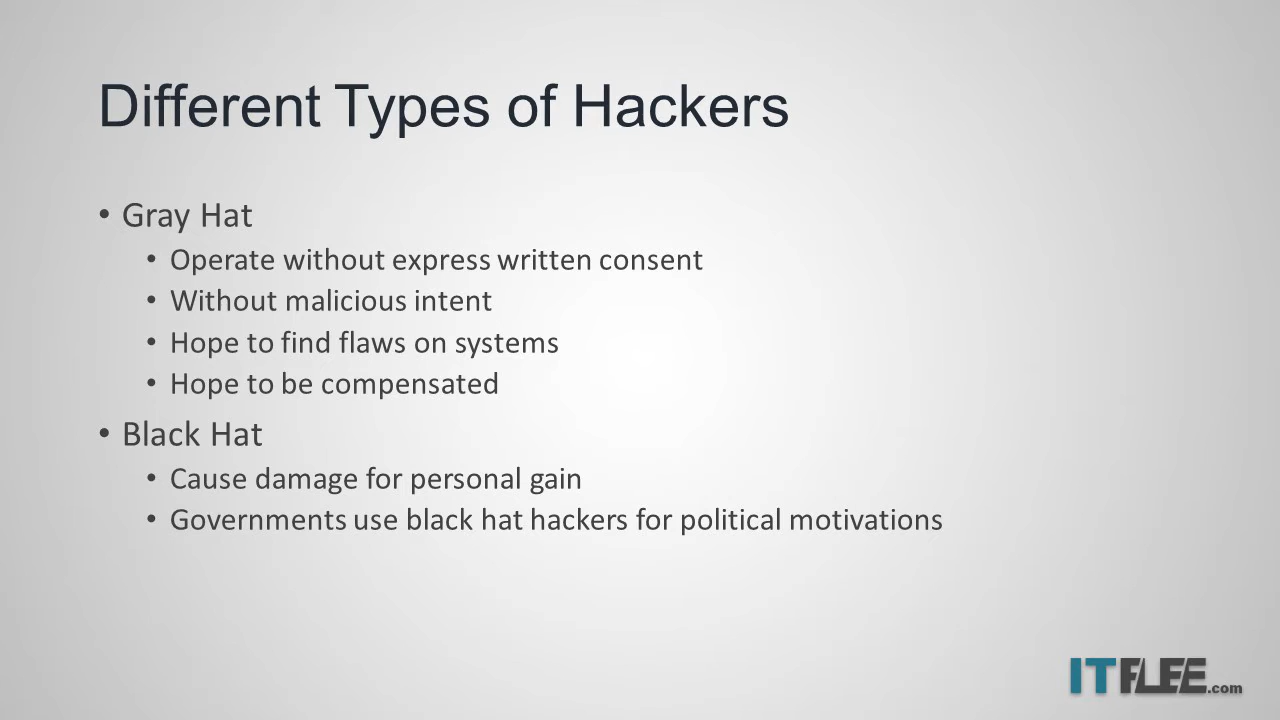 Different Types of Hackers
• Gray Hat
• Operate without express written consent
• Without malicious intent
• Hope to find flaws on systems
• Hope to be compensated
• Black Hat
• Cause damage for personal gain
• Governments use black hat hackers for political motivations
ITFLEE.com